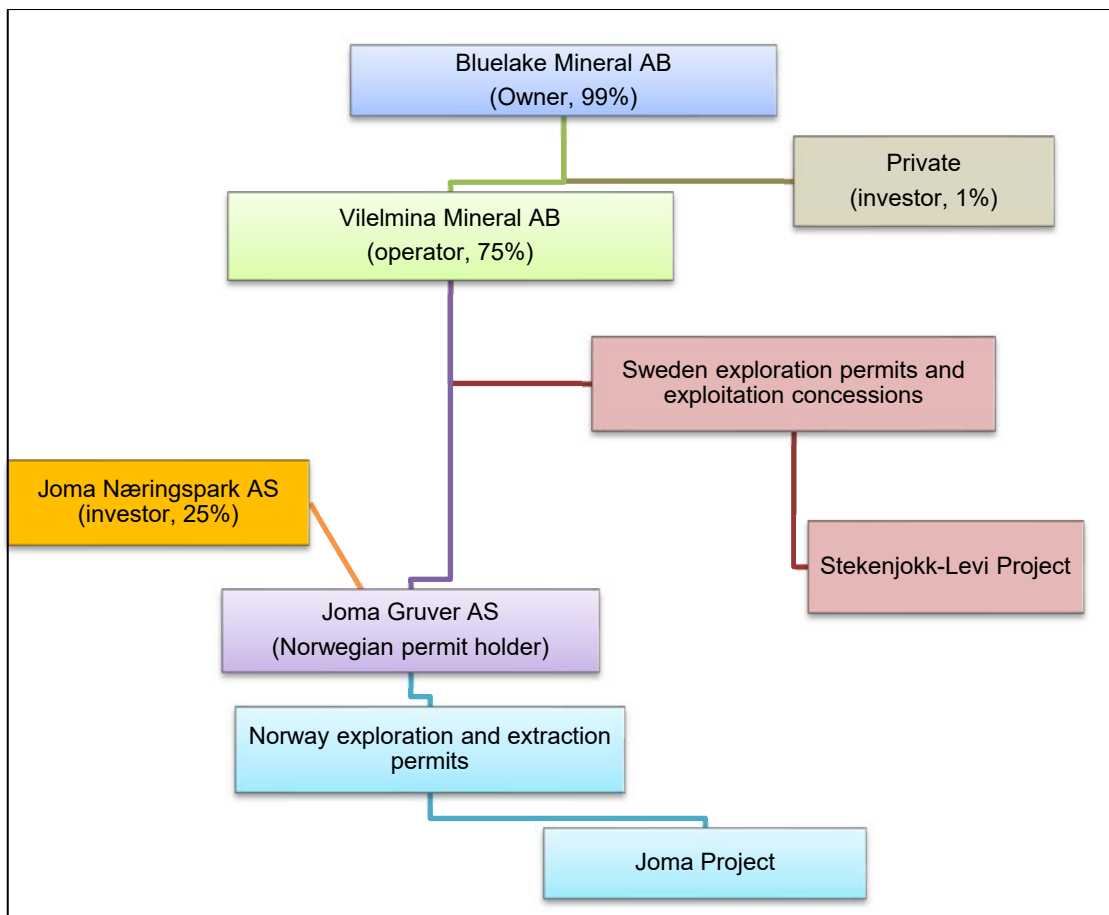 Bluelake Mineral AB
(Owner, 99%)
Private
(investor, 1%)
Vilelmina Mineral AB
(operator, 75%)
Sweden exploration permits and
exploitation concessions
Joma Næringspark AS
(investor, 25%)
Stekenjokk-Levi Project
Joma Gruver AS
(Norwegian permit holder)
Norway exploration and extraction
permits
Joma Project